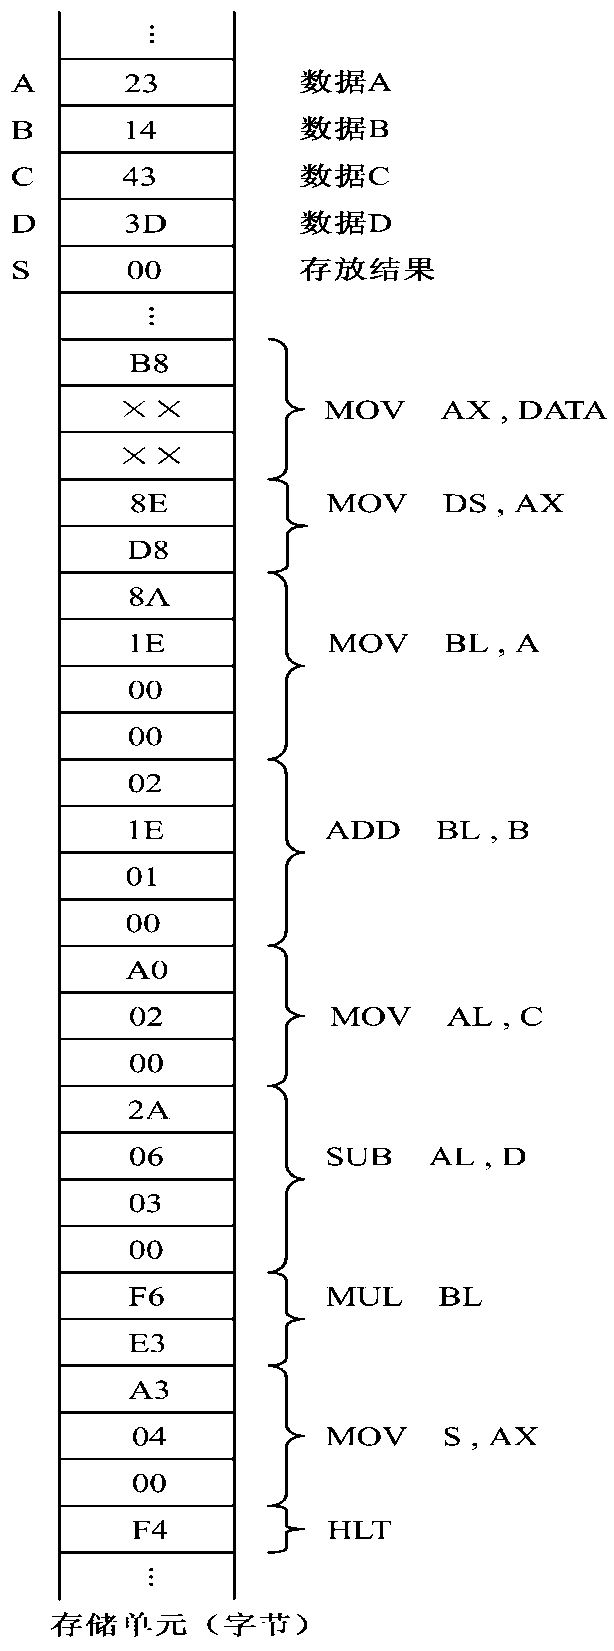 ⋮
A 23 数据A
B 14 数据B
C 43 数据C
D 3D 数据D
S 00 存放结果
⋮
B8
×× MOV AX,DATA
××
8E MOV DS,AX
D8
8A
1E MOV BL,A
00
00
02
1E ADD BL,B
01
00
A0
02 MOV AL,C
00
2A
06 SUB AL,D
03
00
F6 MUL BL
E3
A3
04 MOV S,AX
00
F4 HLT
⋮
存储单元(字节)